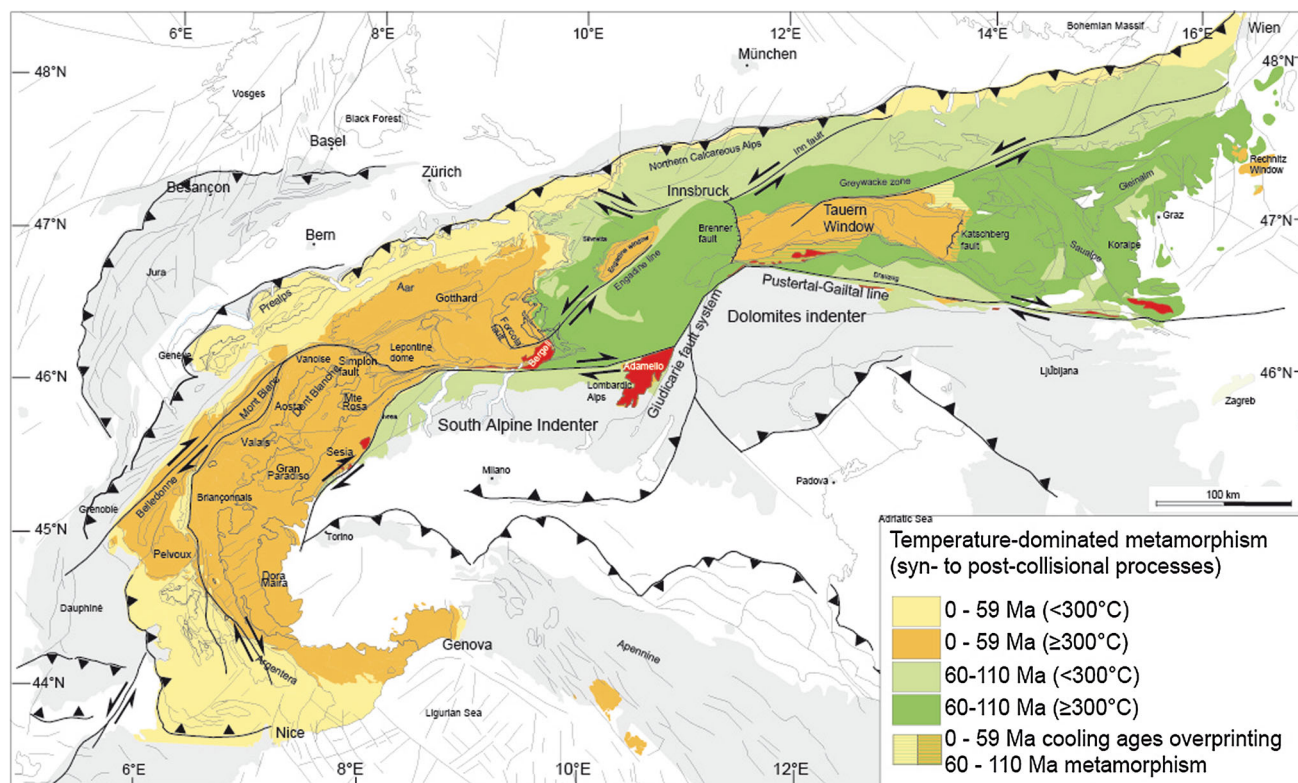 6°E
8°E
10°E
12°E
14°E
16°E
Bohemian Massif
Wien
48°N
48°N
München
Vosges
Black Forest
Basel
Northern Calcareous Alps
Inn fault
Zürich
Besançon
Innsbruck
Greywacke zone
Rechnitz
Window
Gleinalm
47°N
47°N
Bern
Silvretta
Engadine window
Engadine line
Brenner
fault
Tauern
Window
Katschberg
fault
Graz
Saualpe
Koralpe
Jura
Prealps
Aar
Gotthard
Drauzug
Pustertal-Gailtal line
Dolomites indenter
Forcola
fault
Genève
Vanoise
Simplon
fault
Lepontine
dome
Bergell
Adamello
Giudicarie fault system
Ljubljana
46°N
46°N
Mont Blanc
Dent Blanche
Aosta
Mte
Rosa
Ivrea
Lombardic
Alps
Zagreb
South Alpine Indenter
Valais
Sesia
Gran
Paradiso
Milano
Padova
Belledonne
Briançonnais
100 km
Grenoble
45°N
Torino
Adriatic Sea
Pelvoux
Dora
Maira
Dauphiné
Genova
Argentera
Apennine
44°N
Ligurian Sea
Nice
6°E
8°E
10°E
12°E
Temperature-dominated metamorphism
(syn- to post-collisional processes)
0 - 59 Ma (<300°C)
0 - 59 Ma (≥300°C)
60-110 Ma (<300°C)
60-110 Ma (≥300°C)
0 - 59 Ma cooling ages overprinting
60 - 110 Ma metamorphism